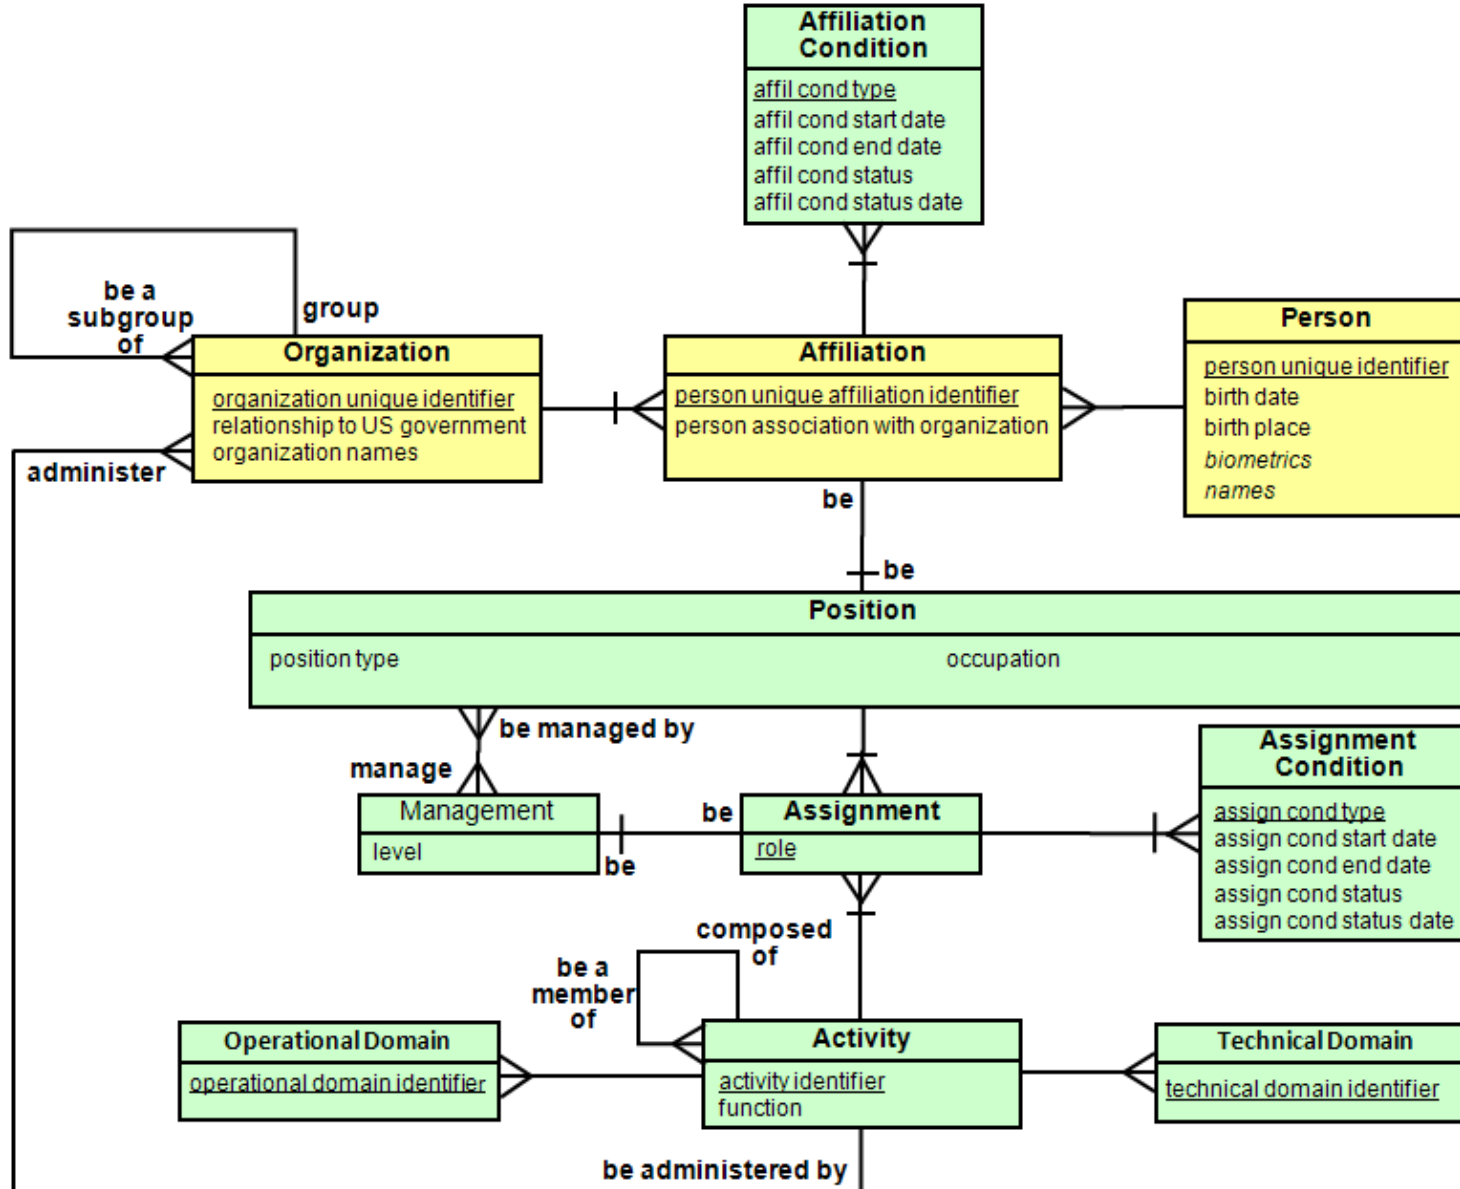 Affiliation
Condition
affil cond type
affil cond start date
affil cond end date
affil cond status
affil cond status date
be a
subgroup
of
group
Organization
organization unique identifier
relationship to US government
organization names
administer
Affiliation
person unique affiliation identifier
person association with organization
Person
person unique identifier
birth date
birth place
biometrics
names
be
be
Position
position type
occupation
be managed by
manage
Management
level
be
be
Assignment
role
Assignment
Condition
assign cond type
assign cond start date
assign cond end date
assign cond status
assign cond status date
composed
of
be a
member
of
Operational Domain
operational domain identifier
Activity
activity identifier
function
Technical Domain
technical domain identifier
be administered by